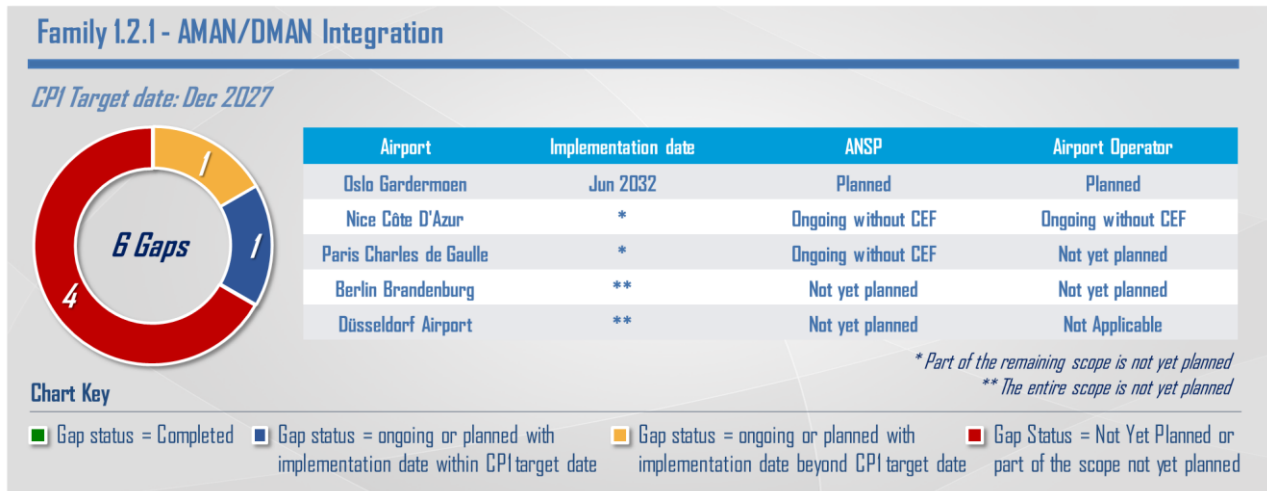 Family 1.2.1 - AMAN/DMAN Integration
CP1 Target date: Dec 2027
1
1
4
6 Gaps
Airport Implementation date ANSP Airport Operator
Oslo Gardermoen Jun 2032 Planned Planned
Nice Côte D'Azur * Ongoing without CEF Ongoing without CEF
Paris Charles de Gaulle * Ongoing without CEF Not yet planned
Berlin Brandenburg ** Not yet planned Not yet planned
Düsseldorf Airport ** Not yet planned Not Applicable
* Part of the remaining scope is not yet planned
** The entire scope is not yet planned
Chart Key
Gap status = Completed
Gap status = ongoing or planned with
implementation date within CP1 target date
Gap status = ongoing or planned with
implementation date beyond CP1 target date
Gap Status = Not Yet Planned or
part of the scope not yet planned